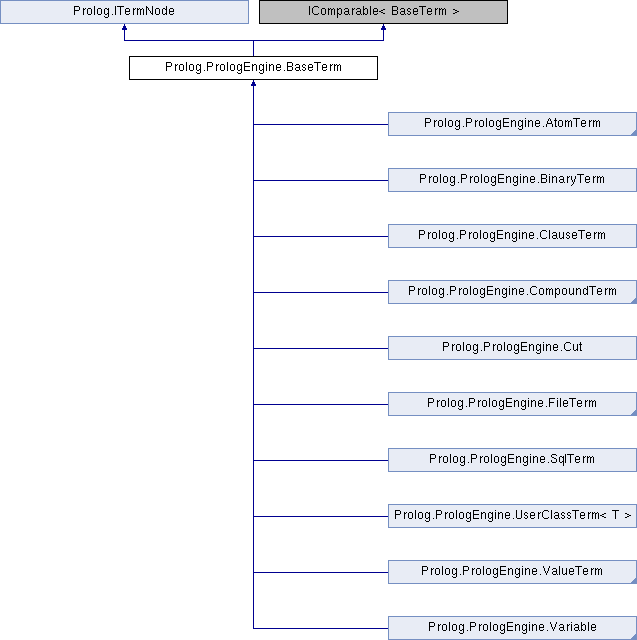 Prolog.ITermNode
IComparable< BaseTerm >
Prolog.PrologEngine.BaseTerm
Prolog.PrologEngine.AtomTerm
Prolog.PrologEngine.BinaryTerm
Prolog.PrologEngine.ClauseTerm
Prolog.PrologEngine.CompoundTerm
Prolog.PrologEngine.Cut
Prolog.PrologEngine.FileTerm
Prolog.PrologEngine.SqlTerm
Prolog.PrologEngine.UserClassTerm< T >
Prolog.PrologEngine.ValueTerm
Prolog.PrologEngine.Variable